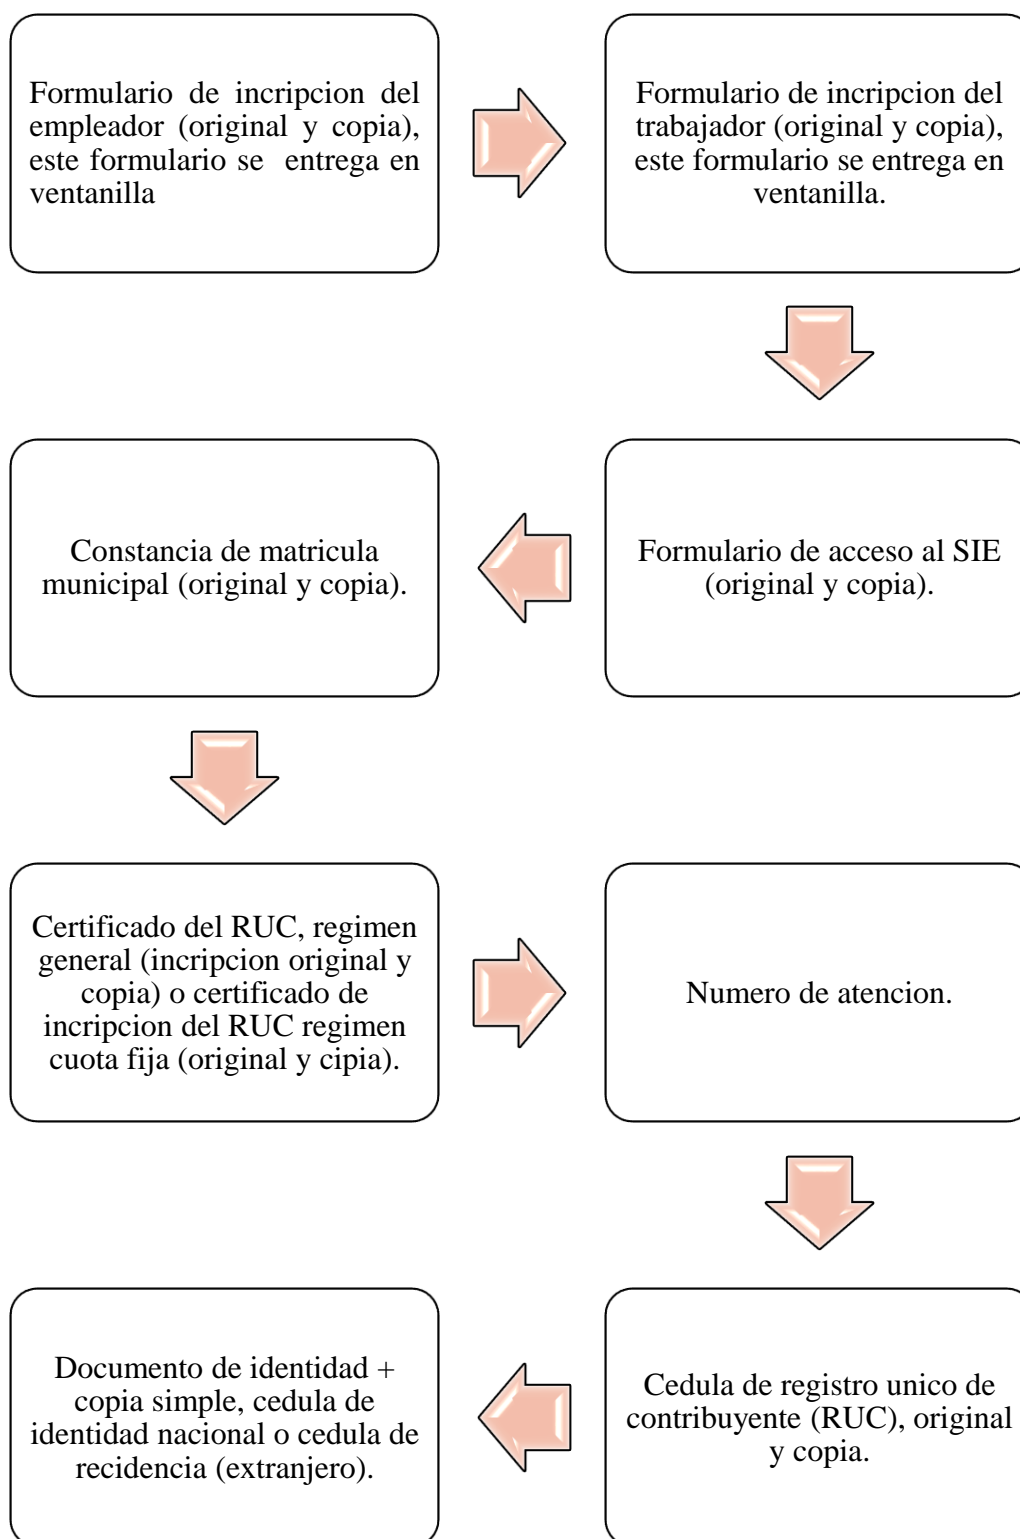 Formulario de incripcion del
empleador (original y copia),
este formulario se entrega en
ventanilla
Formulario de incripcion del
trabajador (original y copia),
este formulario se entrega en
ventanilla.
Formulario de acceso al SIE
(original y copia).
Constancia de matricula
municipal (original y copia).
Certificado del RUC, regimen
general (incripcion original y
copia) o certificado de
incripcion del RUC regimen
cuota fija (original y cipia).
Numero de atencion.
Cedula de registro unico de
contribuyente (RUC), original
y copia.
Documento de identidad +
copia simple, cedula de
identidad nacional o cedula de
recidencia (extranjero).